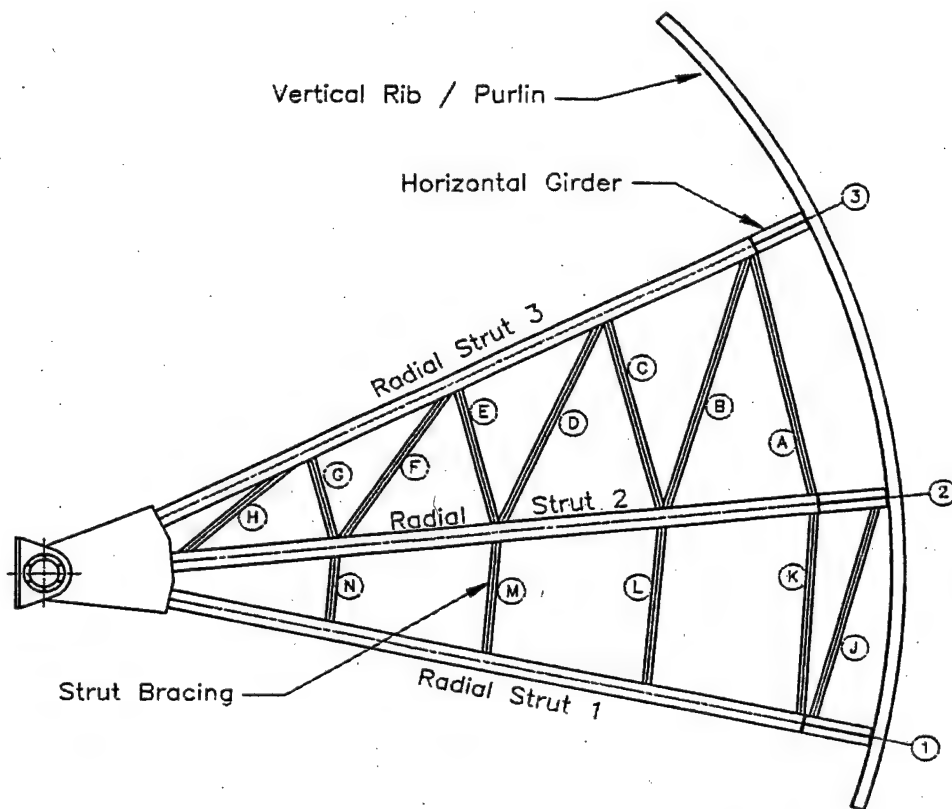 Vertical Rib / Purlin
Horizontal Girder
3
Radial Strut 3
C
E
B
D
A
G
F
H
Radial Strut 2
2
N
M
L
K
J
Strut Bracing
Radial Strut 1
1